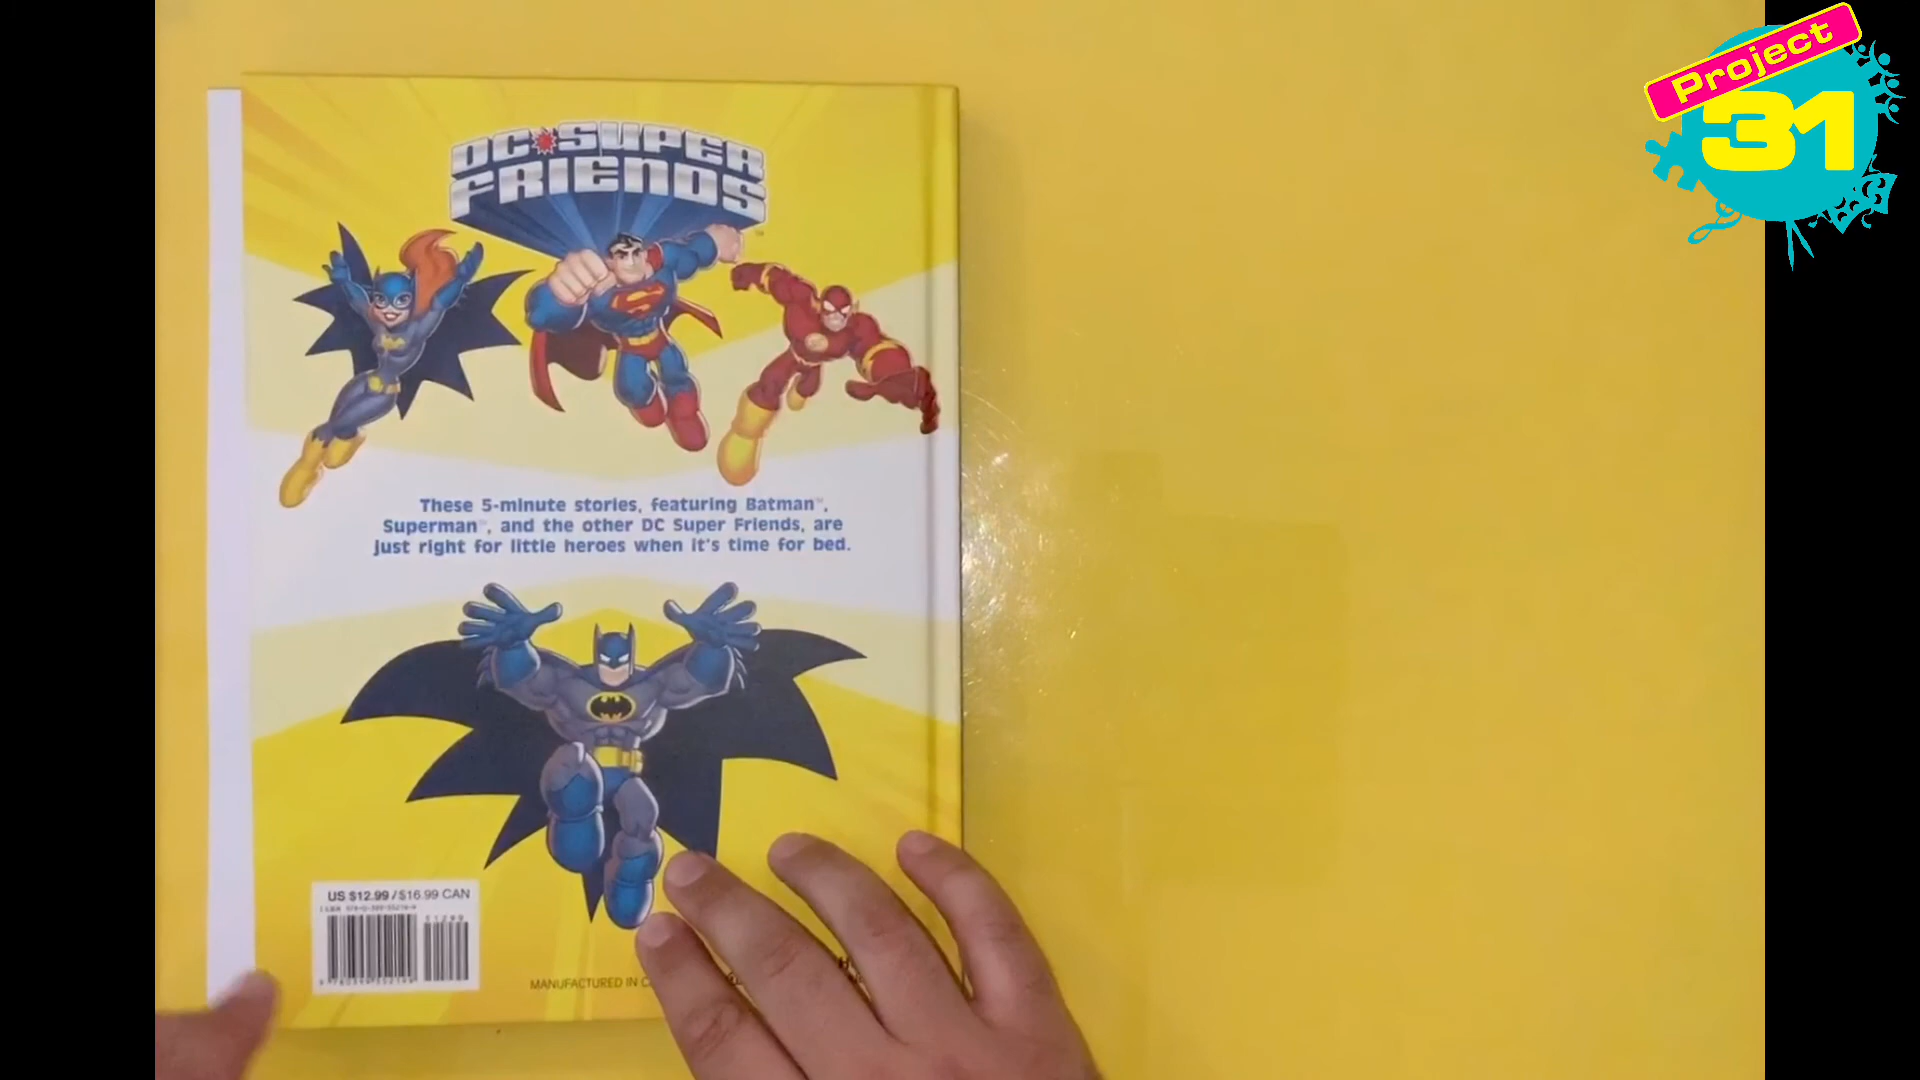 Project
31
DC SUPER
FRIENDS
These 5-minute stories, featuring Batman™,
Superman™, and the other DC Super Friends, are
just right for little heroes when it's time for bed.
US $12.99 / $16.99 CAN
51299
MANUFACTURED IN